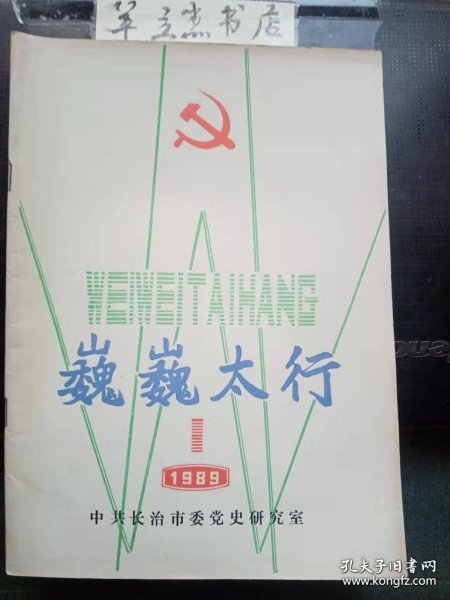 草立杰书店
WEIWEITAIHANG
巍巍太行
1
1989
中共长治市委党史研究室
孔夫子旧书网
www.kongfz.com